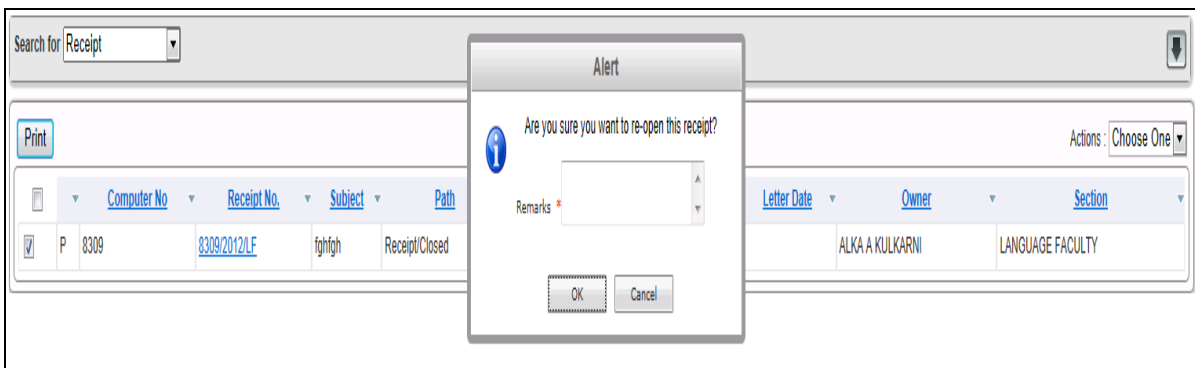 Search for Receipt
Alert
Are you sure you want to re-open this receipt?
Remarks *
OK Cancel
Print
Actions : Choose One
Computer No Receipt No. Subject Path Letter Date Owner Section
P 8309 8309/2012/LF fghfgh Receipt/Closed ALKA A KULKARNI LANGUAGE FACULTY